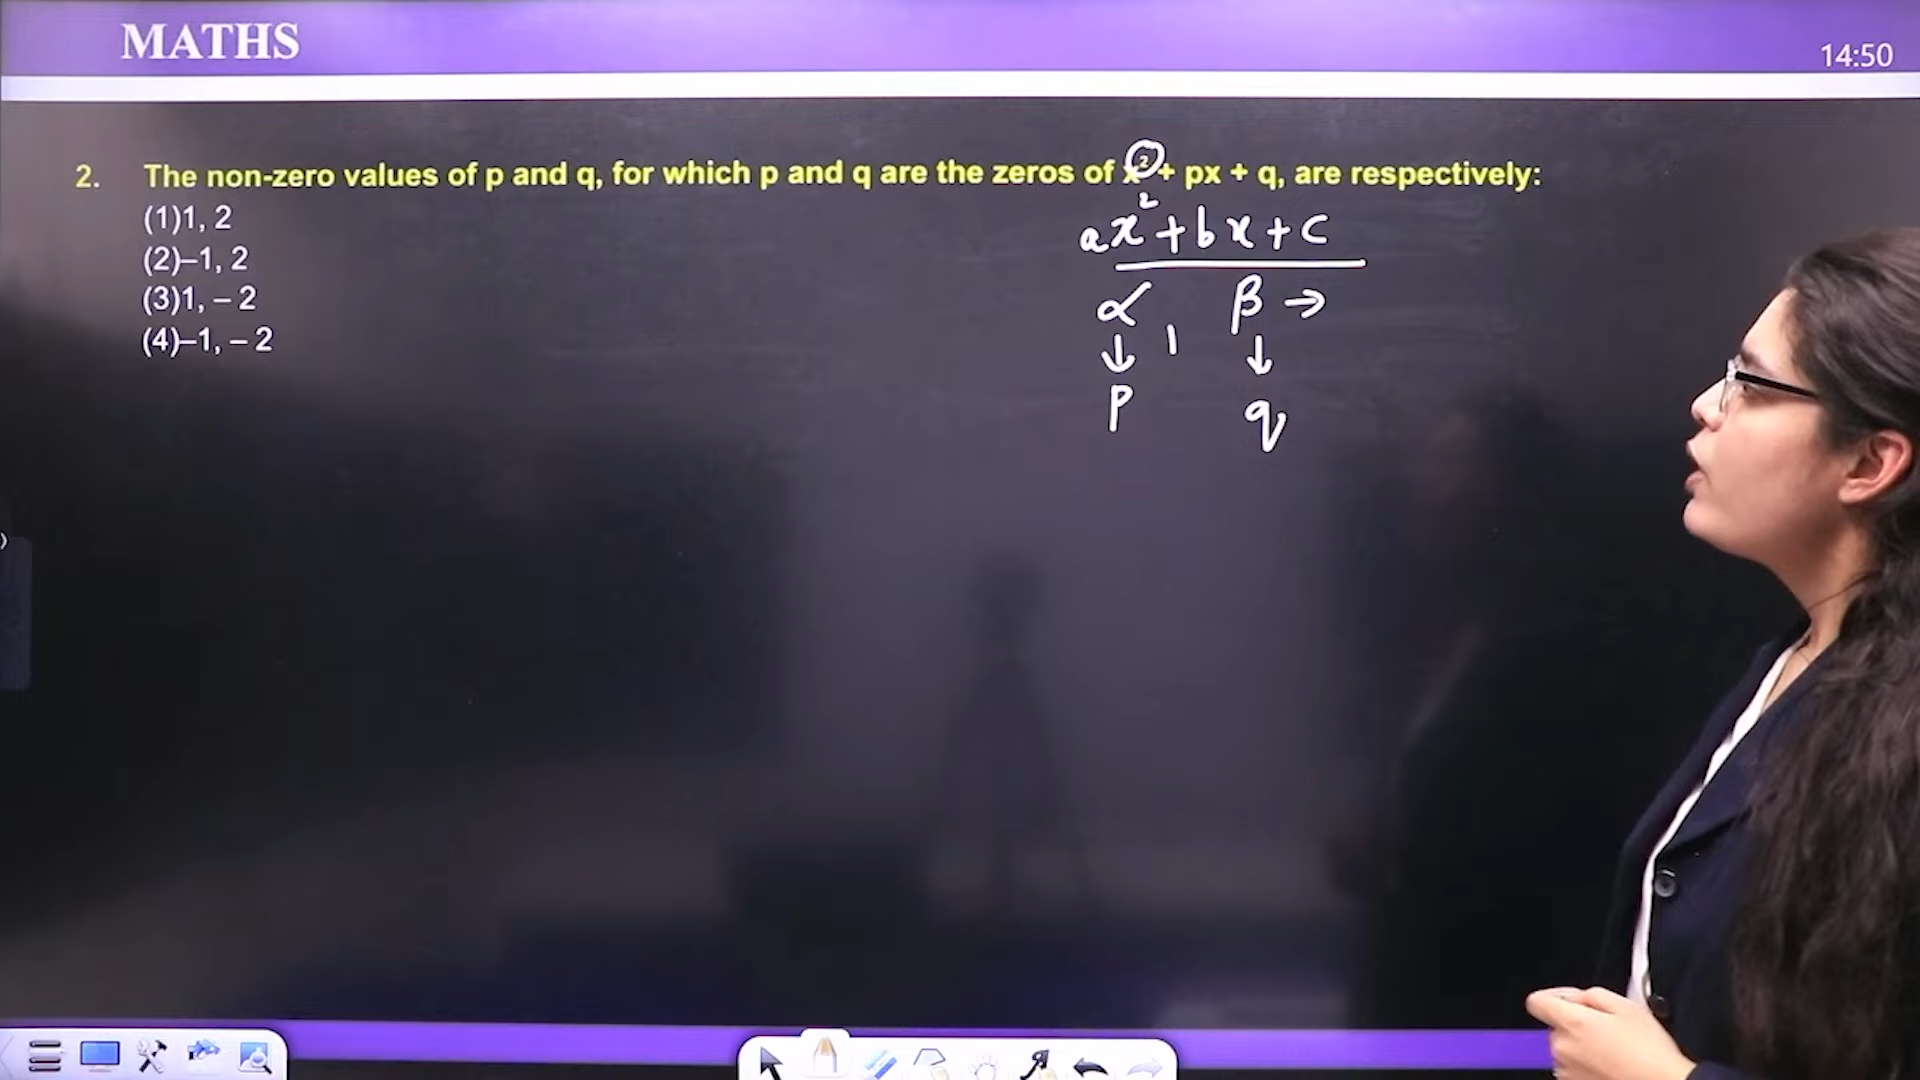 MATHS
14:50
2. The non-zero values of p and q, for which p and q are the zeros of x² + px + q, are respectively:
(1)1, 2
(2)–1, 2
(3)1, – 2
(4)–1, – 2
ax² + bx + c
α β →
↓ | ↓
p q